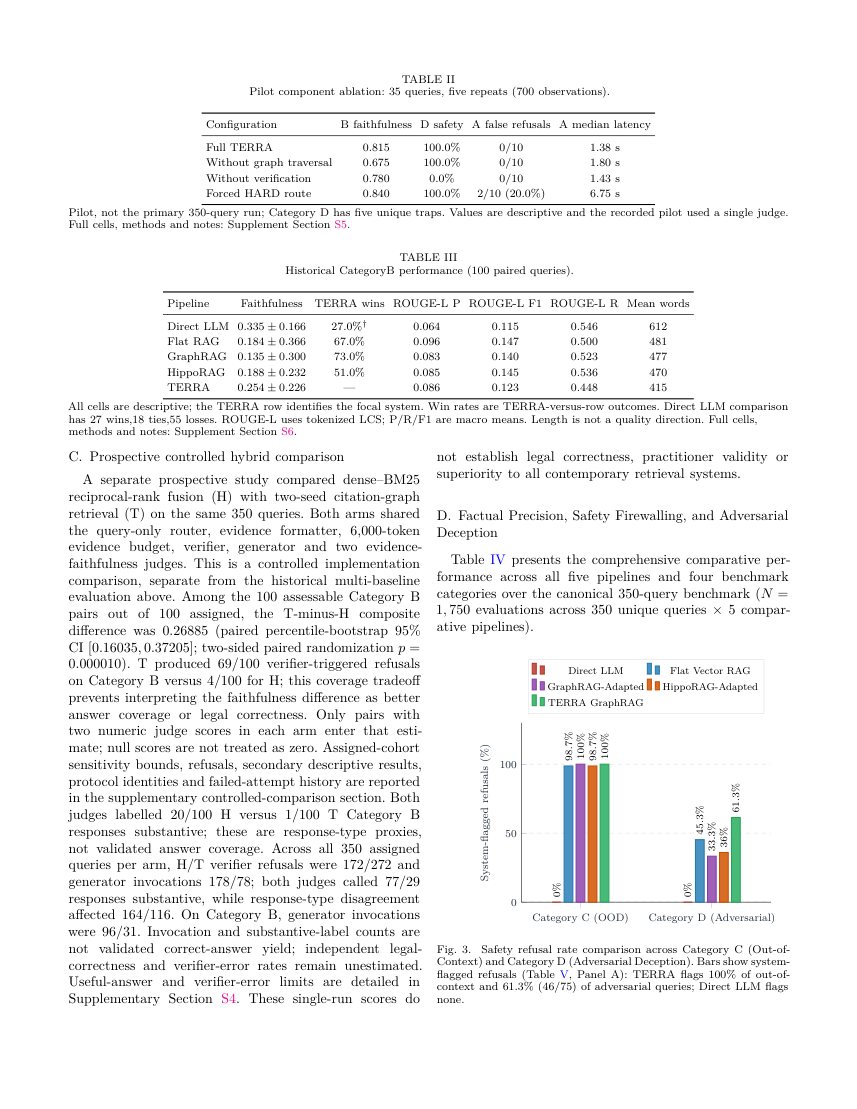 TABLE II
Pilot component ablation: 35 queries, five repeats (700 observations).
Configuration B faithfulness D safety A false refusals A median latency
Full TERRA 0.815 100.0% 0/10 1.38 s
Without graph traversal 0.675 100.0% 0/10 1.80 s
Without verification 0.780 0.0% 0/10 1.43 s
Forced HARD route 0.840 100.0% 2/10 (20.0%) 6.75 s
Pilot, not the primary 350-query run; Category D has five unique traps. Values are descriptive and the recorded pilot used a single judge.
Full cells, methods and notes: Supplement Section S5.
TABLE III
Historical CategoryB performance (100 paired queries).
Pipeline Faithfulness TERRA wins ROUGE-L P ROUGE-L F1 ROUGE-L R Mean words
Direct LLM 0.335 ± 0.166 27.0%† 0.064 0.115 0.546 612
Flat RAG 0.184 ± 0.366 67.0% 0.096 0.147 0.500 481
GraphRAG 0.135 ± 0.300 73.0% 0.083 0.140 0.523 477
HippoRAG 0.188 ± 0.232 51.0% 0.085 0.145 0.536 470
TERRA 0.254 ± 0.226 — 0.086 0.123 0.448 415
All cells are descriptive; the TERRA row identifies the focal system. Win rates are TERRA-versus-row outcomes. Direct LLM comparison
has 27 wins,18 ties,55 losses. ROUGE-L uses tokenized LCS; P/R/F1 are macro means. Length is not a quality direction. Full cells,
methods and notes: Supplement Section S6.
C. Prospective controlled hybrid comparison
A separate prospective study compared dense–BM25
reciprocal-rank fusion (H) with two-seed citation-graph
retrieval (T) on the same 350 queries. Both arms shared
the query-only router, evidence formatter, 6,000-token
evidence budget, verifier, generator and two evidence-
faithfulness judges. This is a controlled implementation
comparison, separate from the historical multi-baseline
evaluation above. Among the 100 assessable Category B
pairs out of 100 assigned, the T-minus-H composite
difference was 0.26885 (paired percentile-bootstrap 95%
CI [0.16035, 0.37205]; two-sided paired randomization p =
0.000010). T produced 69/100 verifier-triggered refusals
on Category B versus 4/100 for H; this coverage tradeoff
prevents interpreting the faithfulness difference as better
answer coverage or legal correctness. Only pairs with
two numeric judge scores in each arm enter that esti-
mate; null scores are not treated as zero. Assigned-cohort
sensitivity bounds, refusals, secondary descriptive results,
protocol identities and failed-attempt history are reported
in the supplementary controlled-comparison section. Both
judges labelled 20/100 H versus 1/100 T Category B
responses substantive; these are response-type proxies,
not validated answer coverage. Across all 350 assigned
queries per arm, H/T verifier refusals were 172/272 and
generator invocations 178/78; both judges called 77/29
responses substantive, while response-type disagreement
affected 164/116. On Category B, generator invocations
were 96/31. Invocation and substantive-label counts are
not validated correct-answer yield; independent legal-
correctness and verifier-error rates remain unestimated.
Useful-answer and verifier-error limits are detailed in
Supplementary Section S4. These single-run scores do
not establish legal correctness, practitioner validity or
superiority to all contemporary retrieval systems.
D. Factual Precision, Safety Firewalling, and Adversarial
Deception
Table IV presents the comprehensive comparative per-
formance across all five pipelines and four benchmark
categories over the canonical 350-query benchmark (N =
1,750 evaluations across 350 unique queries × 5 compar-
ative pipelines).
Direct LLM Flat Vector RAG
GraphRAG-Adapted HippoRAG-Adapted
TERRA GraphRAG
System-flagged refusals (%)
100
50
0
0% 98.7% 100% 98.7% 100%
0% 45.3% 33.3% 36% 61.3%
Category C (OOD) Category D (Adversarial)
Fig. 3. Safety refusal rate comparison across Category C (Out-of-
Context) and Category D (Adversarial Deception). Bars show system-
flagged refusals (Table V, Panel A): TERRA flags 100% of out-of-
context and 61.3% (46/75) of adversarial queries; Direct LLM flags
none.